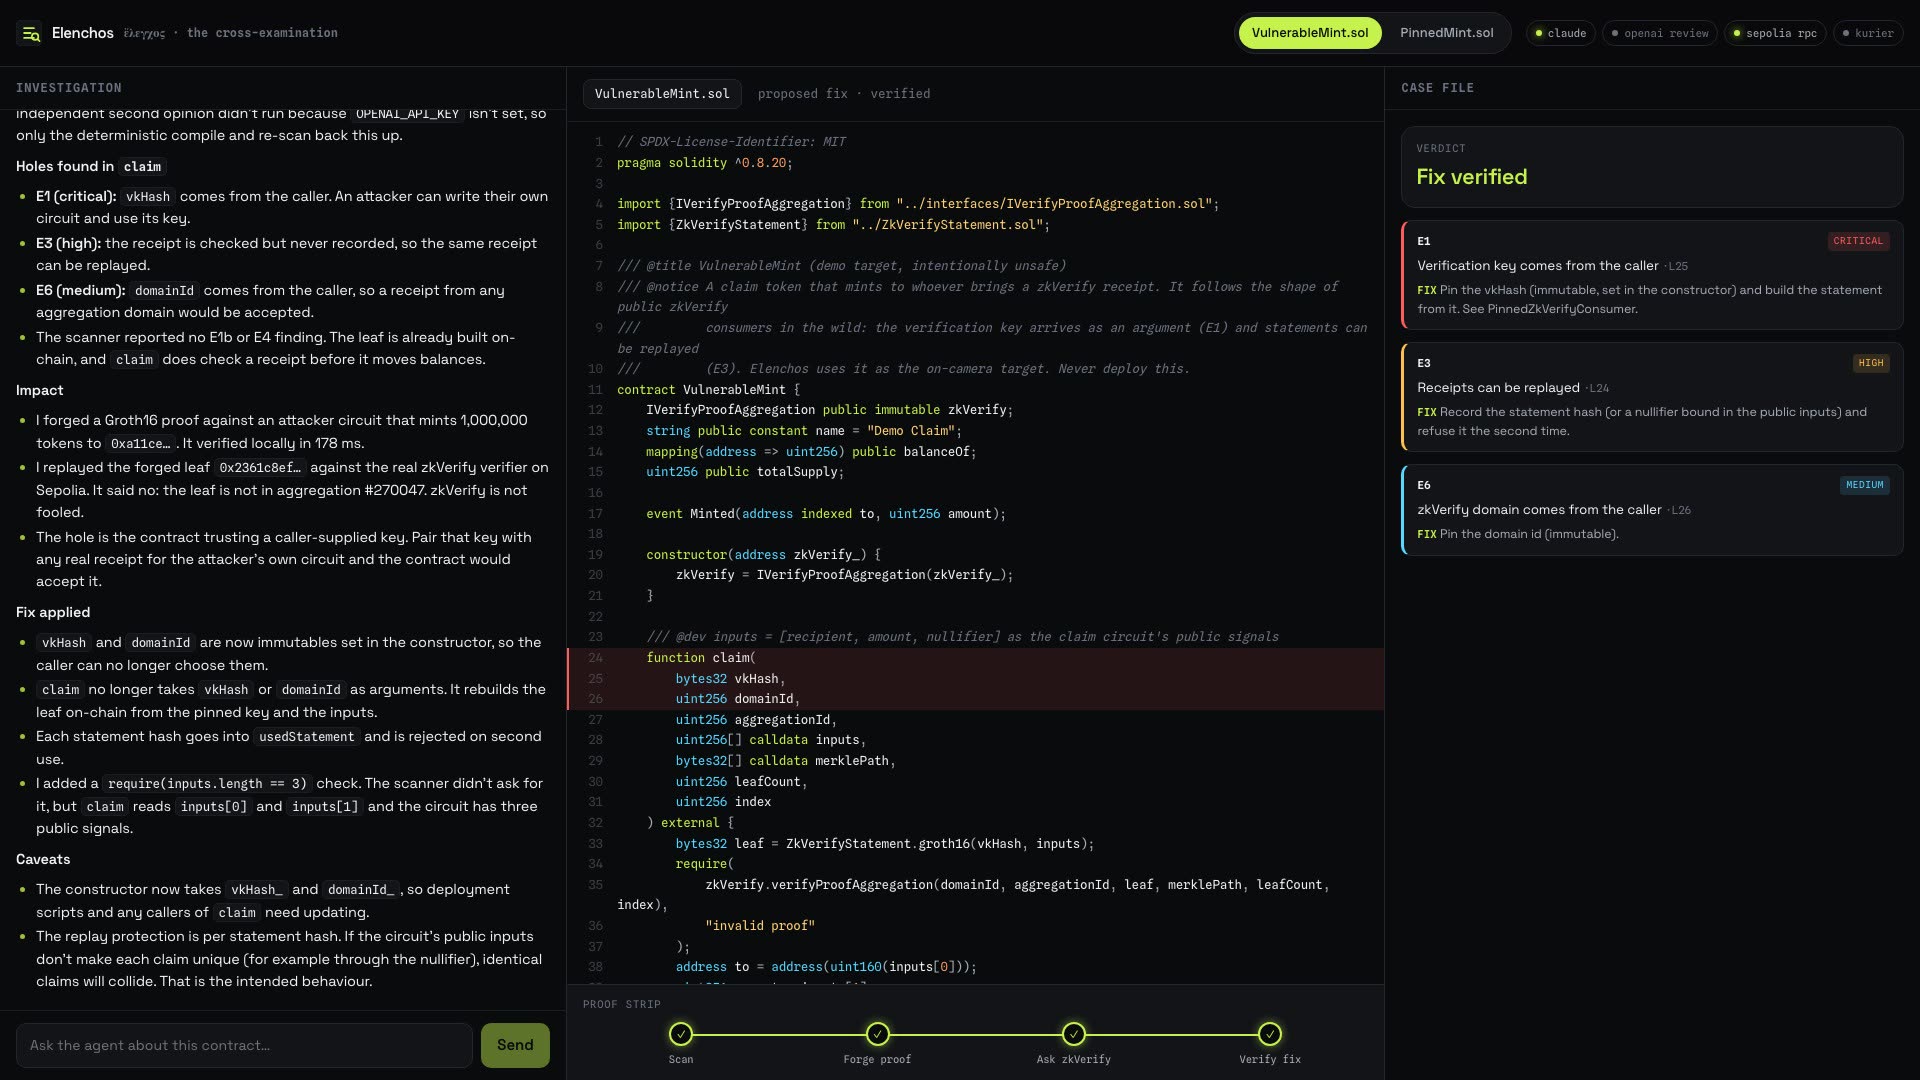 Elenchos ἔλεγχος · the cross-examination
VulnerableMint.sol PinnedMint.sol
claude openai review sepolia rpc kurier
INVESTIGATION
independent second opinion didn't run because OPENAI_API_KEY isn't set, so
only the deterministic compile and re-scan back this up.
Holes found in claim
E1 (critical): vkHash comes from the caller. An attacker can write their own
circuit and use its key.
E3 (high): the receipt is checked but never recorded, so the same receipt
can be replayed.
E6 (medium): domainId comes from the caller, so a receipt from any
aggregation domain would be accepted.
The scanner reported no E1b or E4 finding. The leaf is already built on-
chain, and claim does check a receipt before it moves balances.
Impact
I forged a Groth16 proof against an attacker circuit that mints 1,000,000
tokens to 0xa11ce… . It verified locally in 178 ms.
I replayed the forged leaf 0x2361c8ef… against the real zkVerify verifier on
Sepolia. It said no: the leaf is not in aggregation #270047. zkVerify is not
fooled.
The hole is the contract trusting a caller-supplied key. Pair that key with
any real receipt for the attacker's own circuit and the contract would
accept it.
Fix applied
vkHash and domainId are now immutables set in the constructor, so the
caller can no longer choose them.
claim no longer takes vkHash or domainId as arguments. It rebuilds the
leaf on-chain from the pinned key and the inputs.
Each statement hash goes into usedStatement and is rejected on second
use.
I added a require(inputs.length == 3) check. The scanner didn't ask for
it, but claim reads inputs[0] and inputs[1] and the circuit has three
public signals.
Caveats
The constructor now takes vkHash_ and domainId_, so deployment
scripts and any callers of claim need updating.
The replay protection is per statement hash. If the circuit's public inputs
don't make each claim unique (for example through the nullifier), identical
claims will collide. That is the intended behaviour.
Ask the agent about this contract…
Send
VulnerableMint.sol proposed fix · verified
1 // SPDX-License-Identifier: MIT
2 pragma solidity ^0.8.20;
3
4 import {IVerifyProofAggregation} from "../interfaces/IVerifyProofAggregation.sol";
5 import {ZkVerifyStatement} from "../ZkVerifyStatement.sol";
6
7 /// @title VulnerableMint (demo target, intentionally unsafe)
8 /// @notice A claim token that mints to whoever brings a zkVerify receipt. It follows the shape of
public zkVerify
9 /// consumers in the wild: the verification key arrives as an argument (E1) and statements can
be replayed
10 /// (E3). Elenchos uses it as the on-camera target. Never deploy this.
11 contract VulnerableMint {
12 IVerifyProofAggregation public immutable zkVerify;
13 string public constant name = "Demo Claim";
14 mapping(address => uint256) public balanceOf;
15 uint256 public totalSupply;
16
17 event Minted(address indexed to, uint256 amount);
18
19 constructor(address zkVerify_) {
20 zkVerify = IVerifyProofAggregation(zkVerify_);
21 }
22
23 /// @dev inputs = [recipient, amount, nullifier] as the claim circuit's public signals
24 function claim(
25 bytes32 vkHash,
26 uint256 domainId,
27 uint256 aggregationId,
28 uint256[] calldata inputs,
29 bytes32[] calldata merklePath,
30 uint256 leafCount,
31 uint256 index
32 ) external {
33 bytes32 leaf = ZkVerifyStatement.groth16(vkHash, inputs);
34 require(
35 zkVerify.verifyProofAggregation(domainId, aggregationId, leaf, merklePath, leafCount,
index),
36 "invalid proof"
37 );
38 address to = address(uint160(inputs[0]));
PROOF STRIP
Scan Forge proof Ask zkVerify Verify fix
CASE FILE
VERDICT
Fix verified
E1 CRITICAL
Verification key comes from the caller ·L25
FIX Pin the vkHash (immutable, set in the constructor) and build the statement
from it. See PinnedZkVerifyConsumer.
E3 HIGH
Receipts can be replayed ·L24
FIX Record the statement hash (or a nullifier bound in the public inputs) and
refuse it the second time.
E6 MEDIUM
zkVerify domain comes from the caller ·L26
FIX Pin the domain id (immutable).